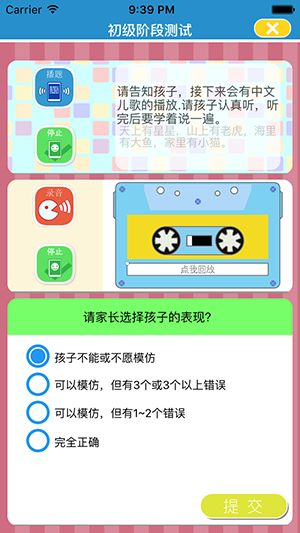 Carrier 9:39 PM
初级阶段测试
播题
请告知孩子，接下来会有中文
儿歌的播放.请孩子认真听，听
完后要学着说一遍。
天上有星星，山上有老虎，海里
有大鱼，家里有小猫。
停止
录音
停止
点我回放
请家长选择孩子的表现?
孩子不能或不愿模仿
可以模仿，但有3个或3个以上错误
可以模仿，但有1~2个错误
完全正确
提 交